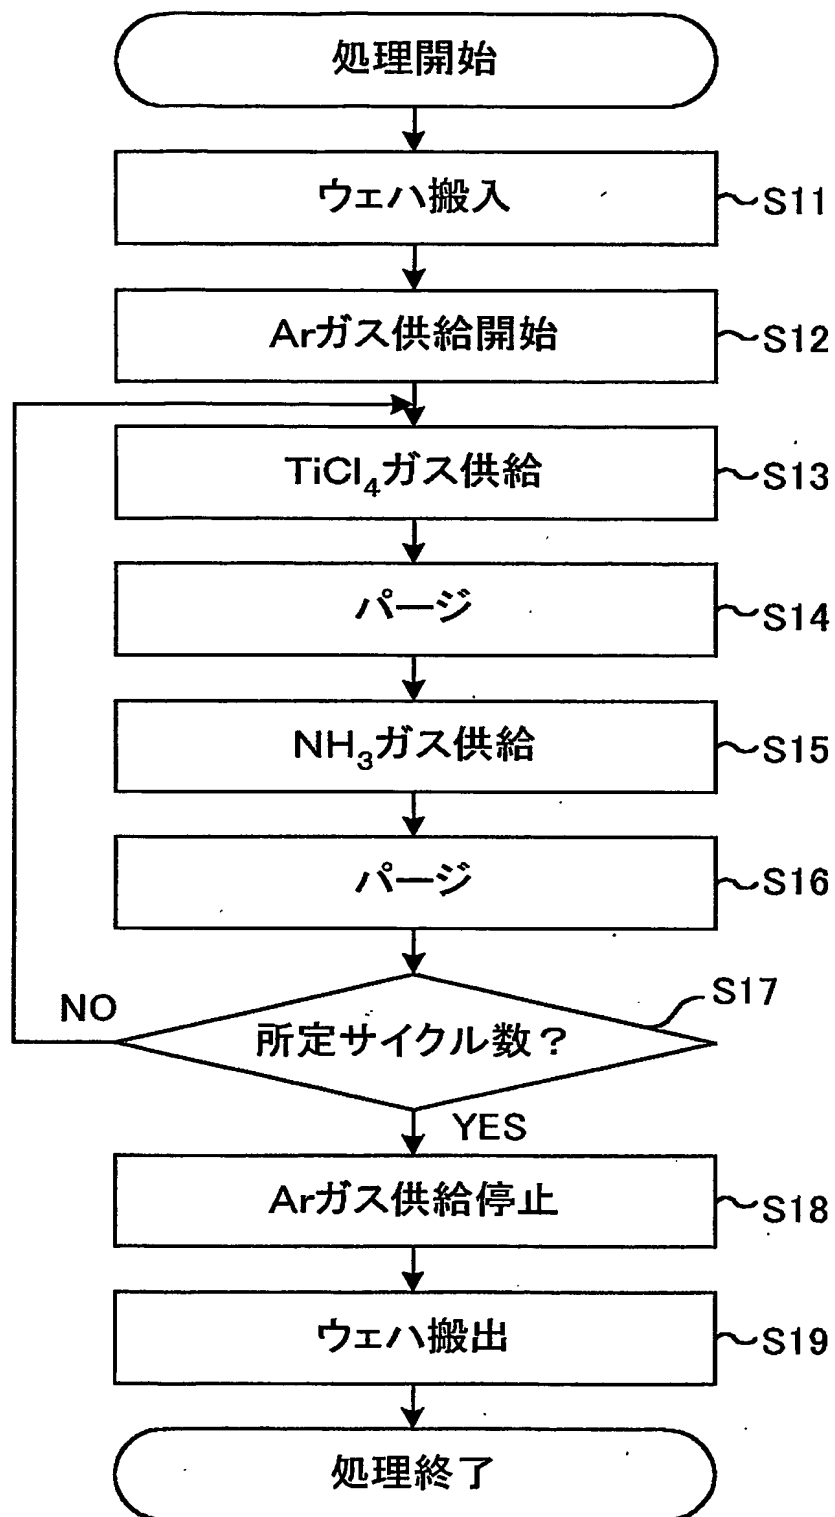 処理開始
ウェハ搬入 S11
Arガス供給開始 S12
TiCl₄ガス供給 S13
パージ S14
NH₃ガス供給 S15
パージ S16
NO 所定サイクル数? S17
YES
Arガス供給停止 S18
ウェハ搬出 S19
処理終了